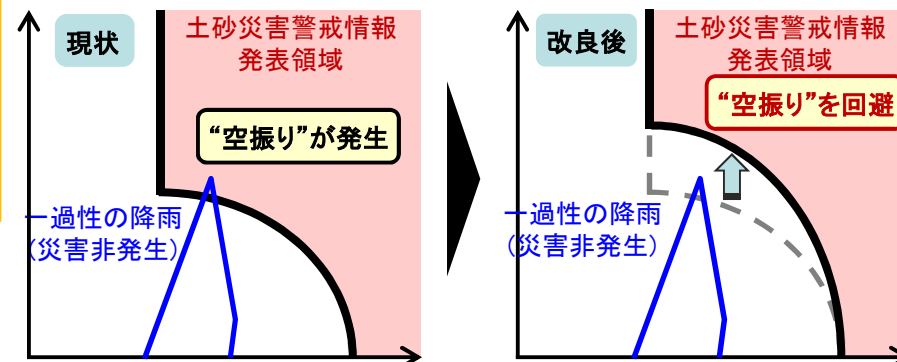 現状
土砂災害警戒情報
発表領域
“空振り”が発生
一過性の降雨
(災害非発生)
改良後
土砂災害警戒情報
発表領域
“空振り”を回避
一過性の降雨
(災害非発生)